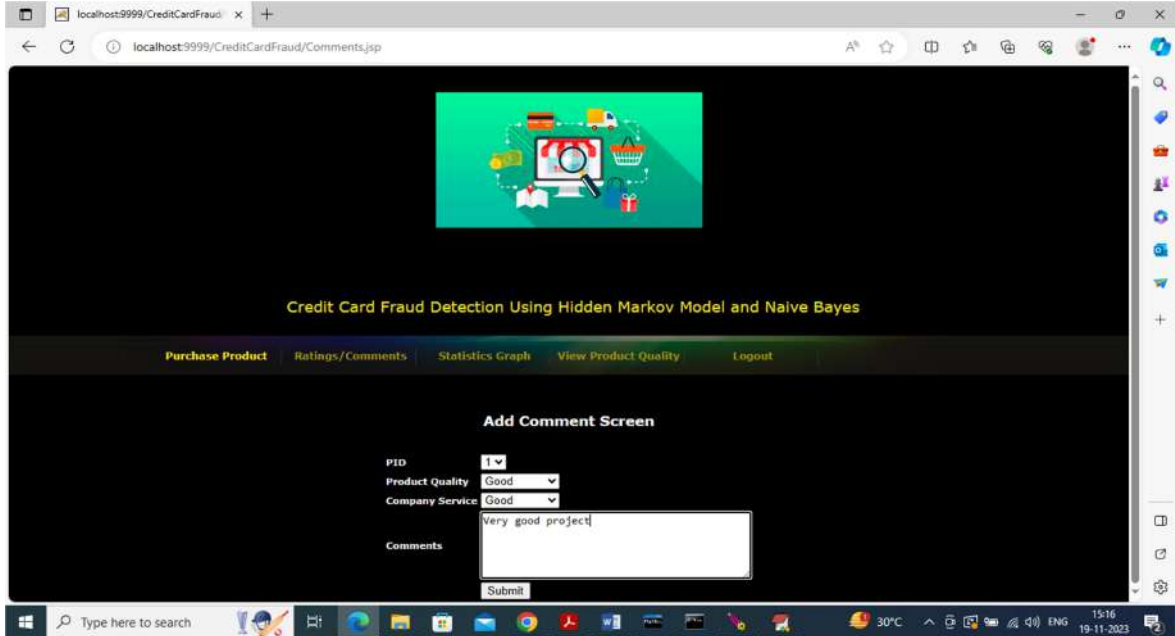 localhost:9999/CreditCardFraud
localhost:9999/CreditCardFraud/Comments.jsp
Credit Card Fraud Detection Using Hidden Markov Model and Naive Bayes
Purchase Product Ratings/Comments Statistics Graph View Product Quality Logout
Add Comment Screen
PID 1
Product Quality Good
Company Service Good
Very good project
Comments
Submit
Type here to search 30°C ENG 15:16
19-11-2023